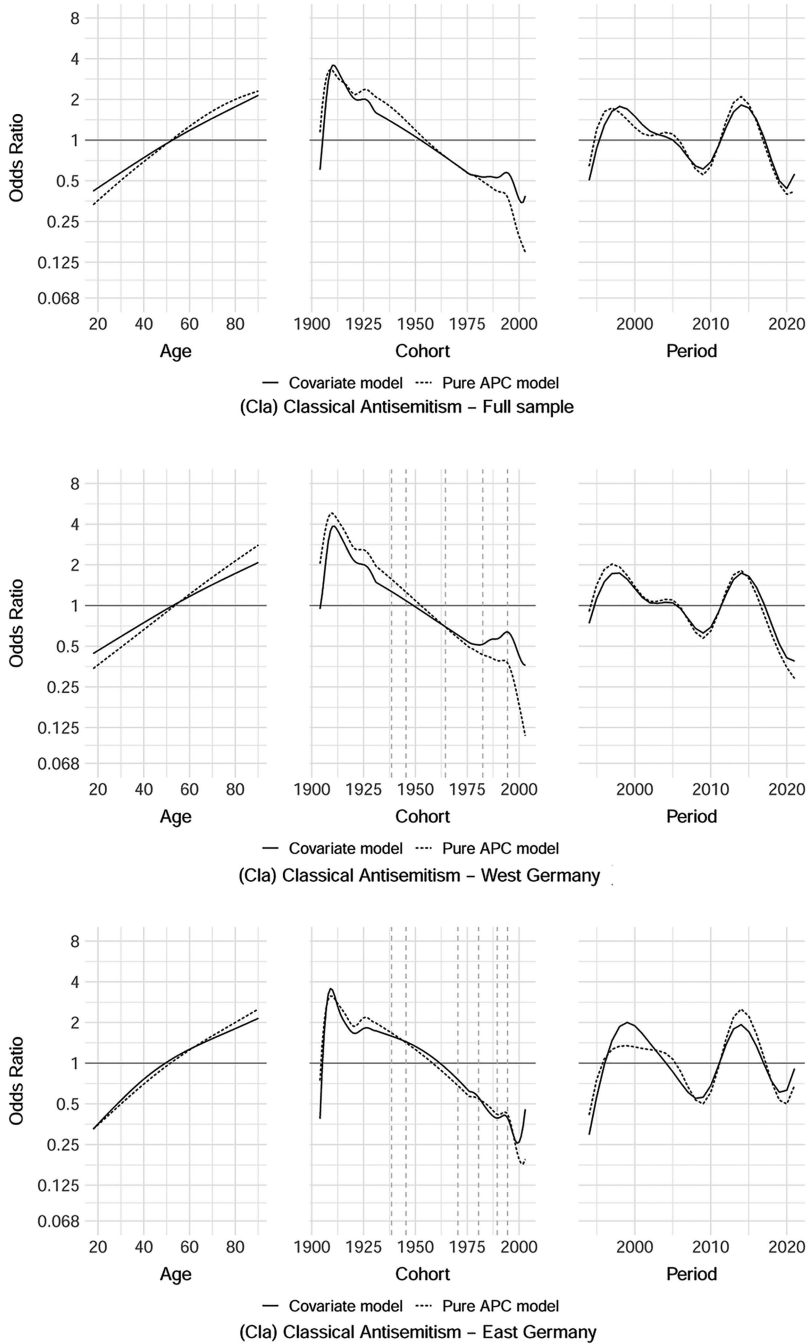 8
4
2
1
0.5
0.25
0.125
0.068
Odds Ratio
20 40 60 80
Age
1900 1925 1950 1975 2000
Cohort
2000 2010 2020
Period
Covariate model Pure APC model
(Cla) Classical Antisemitism – Full sample
8
4
2
1
0.5
0.25
0.125
0.068
Odds Ratio
20 40 60 80
Age
1900 1925 1950 1975 2000
Cohort
2000 2010 2020
Period
Covariate model Pure APC model
(Cla) Classical Antisemitism – West Germany
8
4
2
1
0.5
0.25
0.125
0.068
Odds Ratio
20 40 60 80
Age
1900 1925 1950 1975 2000
Cohort
2000 2010 2020
Period
Covariate model Pure APC model
(Cla) Classical Antisemitism – East Germany